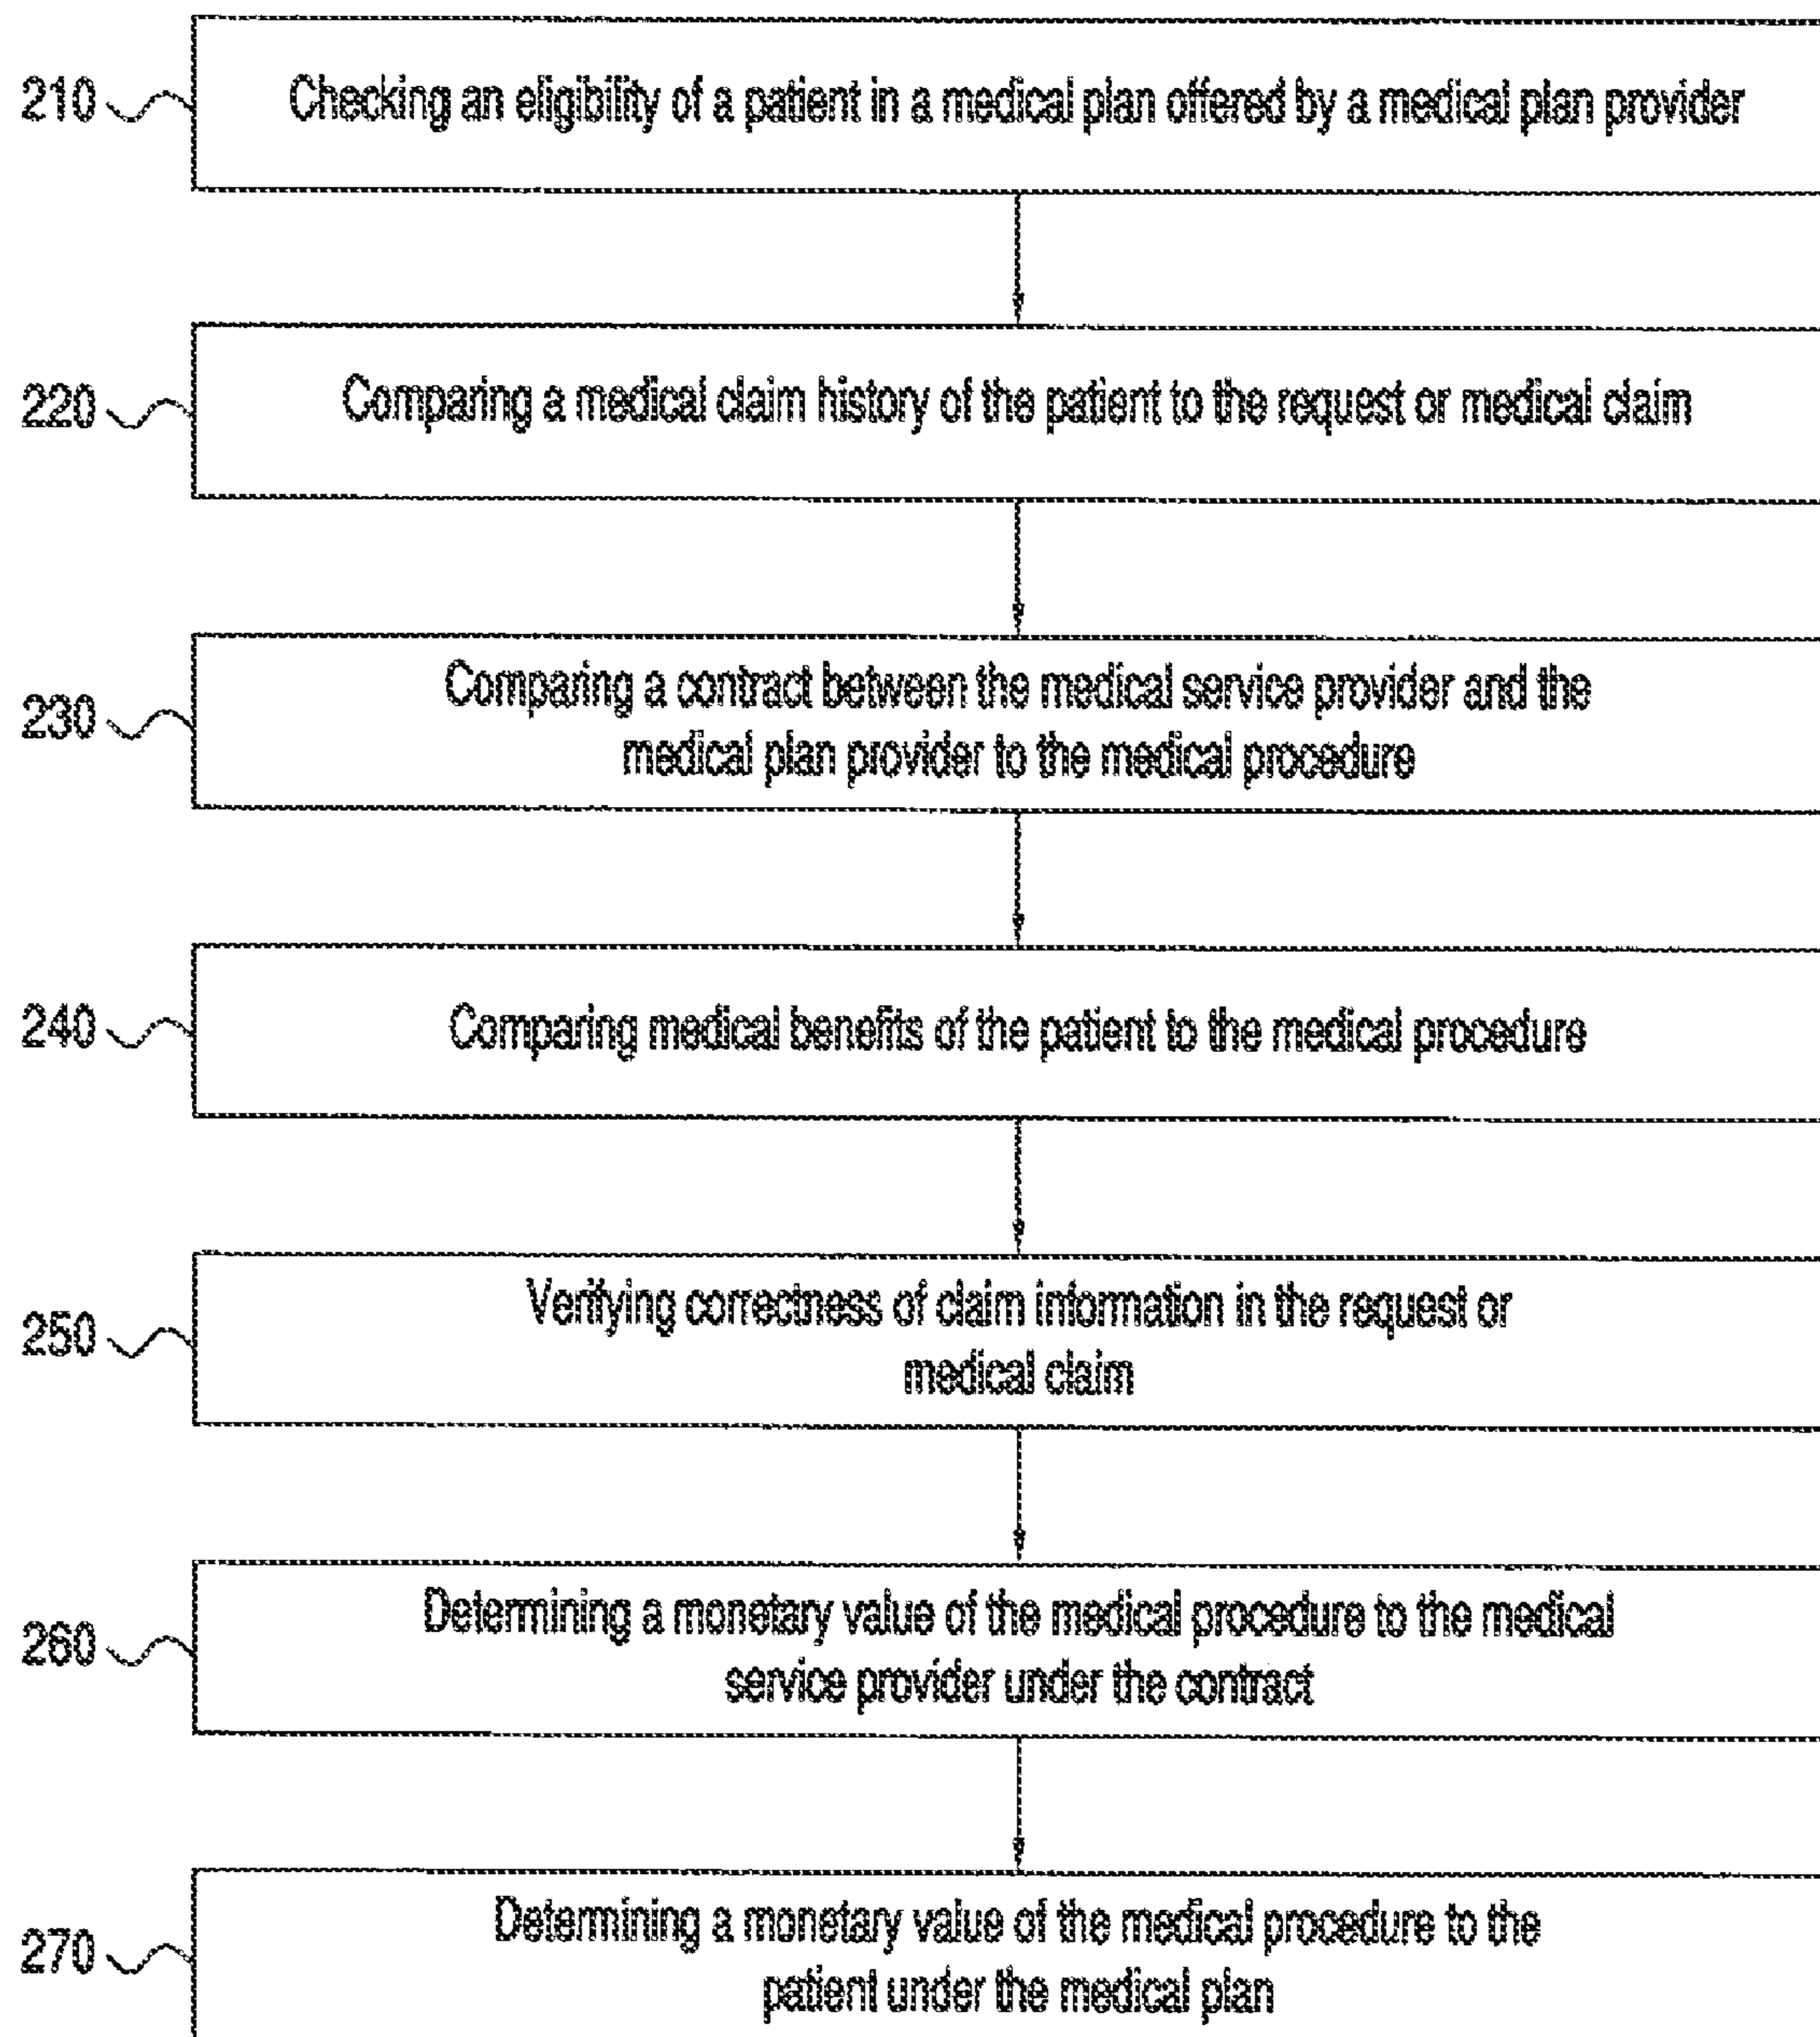 210 Checking an eligibility of a patient in a medical plan offered by a medical plan provider
220 Comparing a medical claim history of the patient to the request or medical claim
230 Comparing a contract between the medical service provider and the
medical plan provider to the medical procedure
240 Comparing medical benefits of the patient to the medical procedure
250 Verifying correctness of claim information in the request or
medical claim
260 Determining a monetary value of the medical procedure to the medical
service provider under the contract
270 Determining a monetary value of the medical procedure to the
patient under the medical plan